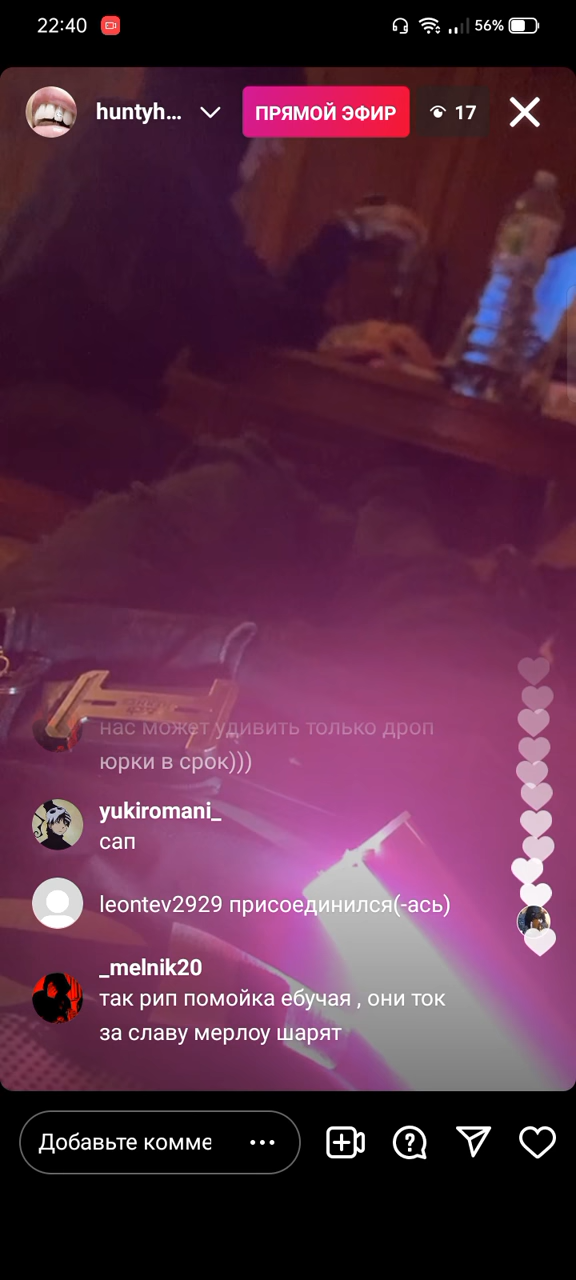 22:40
56%
huntyh...
ПРЯМОЙ ЭФИР
17
нас может удивить только дроп
юрки в срок)))
yukiromani_
сап
leontev2929 присоединился(-ась)
_melnik20
так рип помойка ебучая , они ток
за славу мерлоу шарят
Добавьте комме